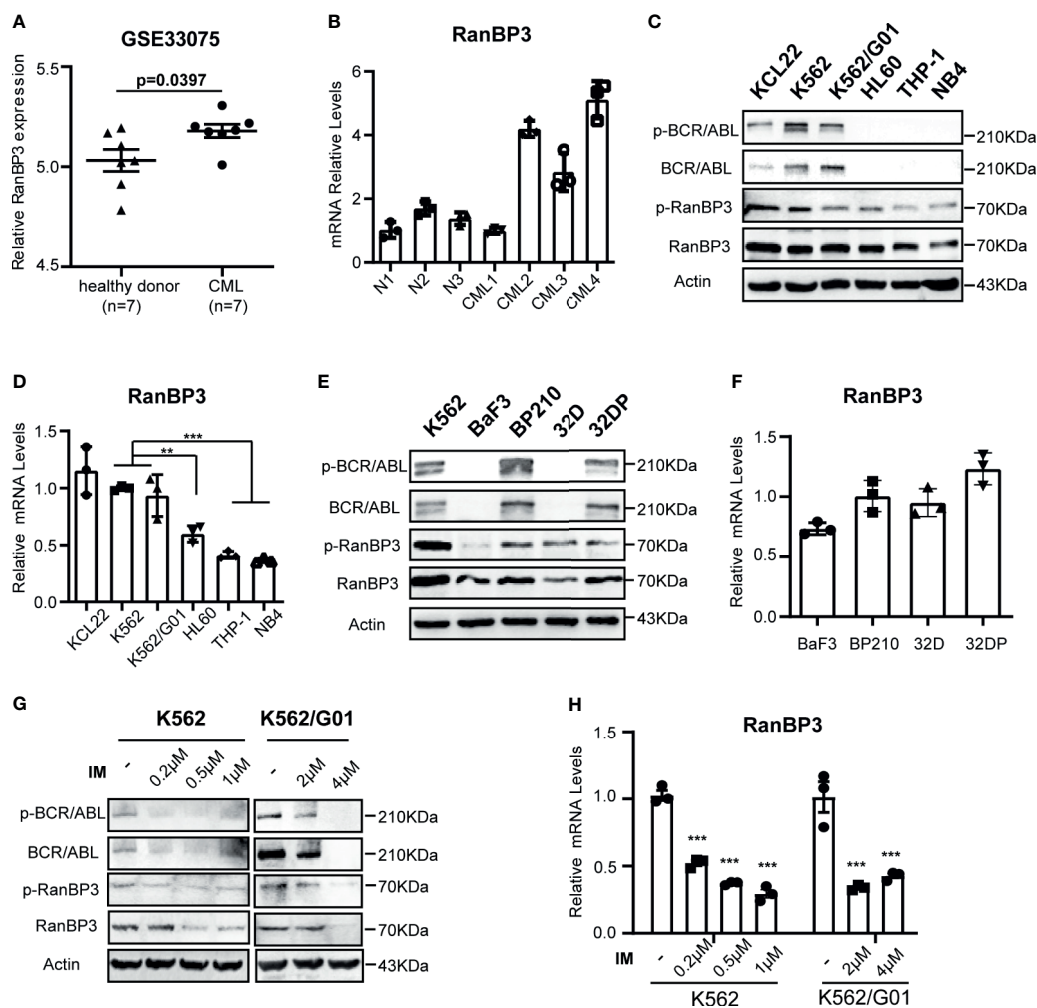 A
GSE33075
p=0.0397
Relative RanBP3 expression
5.5
5.0
4.5
healthy donor
(n=7)
CML
(n=7)
B
RanBP3
mRNA Relative Levels
6
4
2
0
N1
N2
N3
CML1
CML2
CML3
CML4
C
KCL22
K562
K562/G01
HL60
THP-1
NB4
p-BCR/ABL
210KDa
BCR/ABL
210KDa
p-RanBP3
70KDa
RanBP3
70KDa
Actin
43KDa
D
RanBP3
Relative mRNA Levels
1.5
1.0
0.5
0.0
***
**
KCL22
K562
K562/G01
HL60
THP-1
NB4
E
K562
BaF3
BP210
32D
32DP
p-BCR/ABL
210KDa
BCR/ABL
210KDa
p-RanBP3
70KDa
RanBP3
70KDa
Actin
43KDa
F
RanBP3
Relative mRNA Levels
1.5
1.0
0.5
0.0
BaF3
BP210
32D
32DP
G
K562
K562/G01
IM
-
0.2μM
0.5μM
1μM
-
2μM
4μM
p-BCR/ABL
210KDa
BCR/ABL
210KDa
p-RanBP3
70KDa
RanBP3
70KDa
Actin
43KDa
H
RanBP3
Relative mRNA Levels
1.5
1.0
0.5
0.0
***
***
***
***
***
IM
-
0.2μM
0.5μM
1μM
-
2μM
4μM
K562
K562/G01